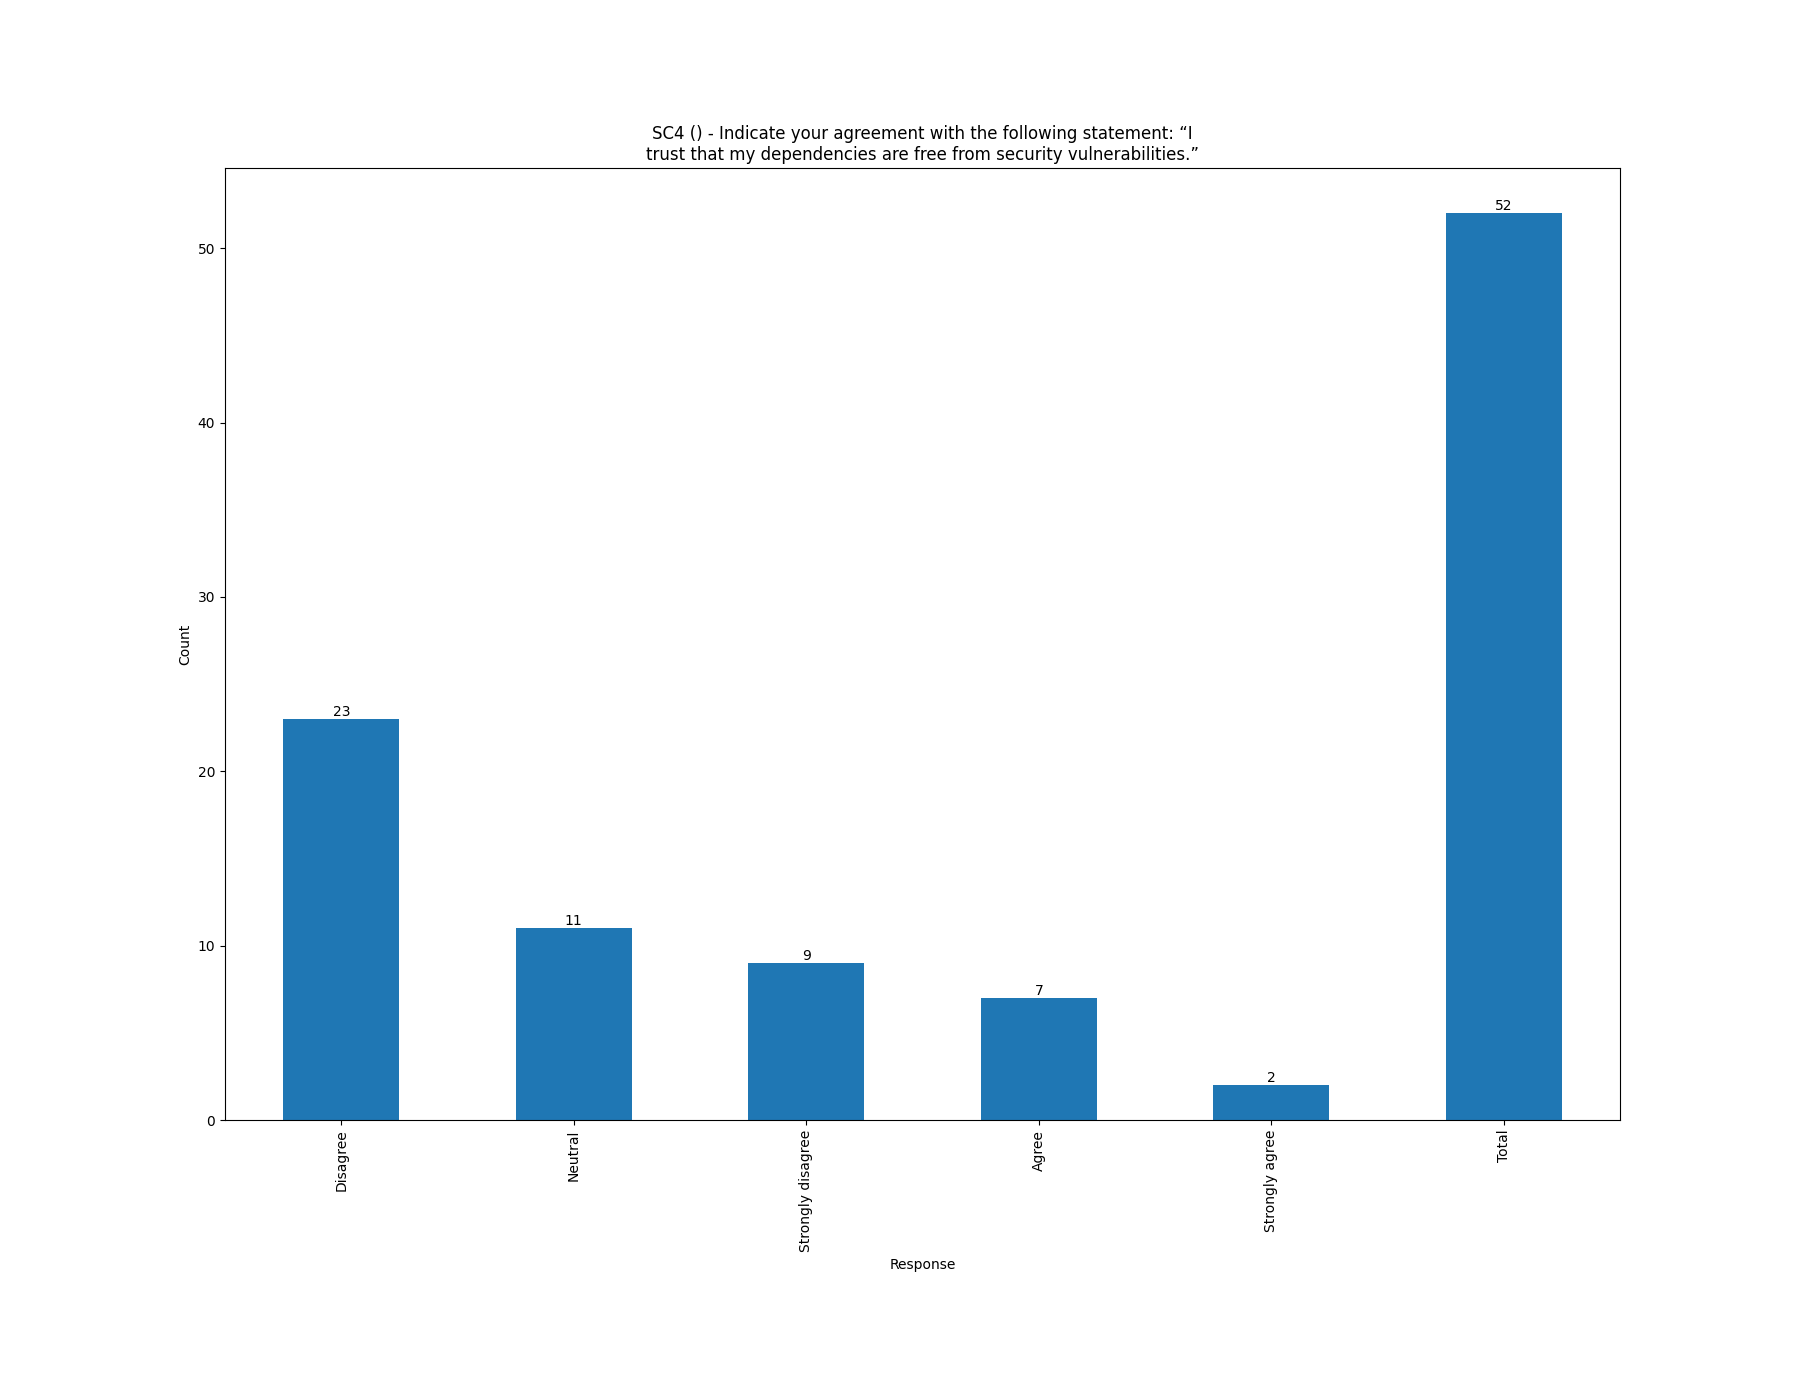 SC4 () - Indicate your agreement with the following statement: “I
trust that my dependencies are free from security vulnerabilities.”
Count
50
40
30
20
10
0
23
11
9
7
2
52
Disagree
Neutral
Strongly disagree
Agree
Strongly agree
Total
Response